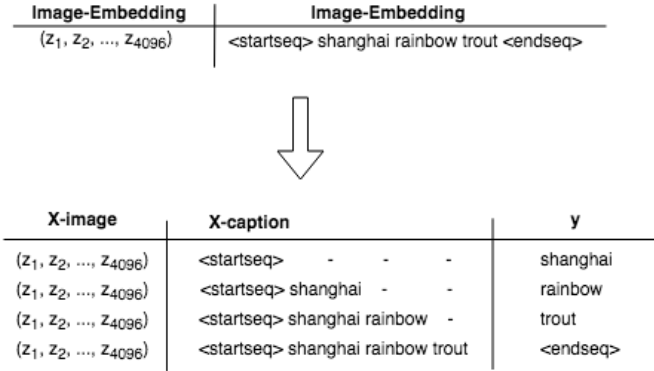 Image-Embedding Image-Embedding
(z1, z2, ..., z4096) <startseq> shanghai rainbow trout <endseq>
X-image X-caption y
(z1, z2, ..., z4096) <startseq> - - - shanghai
(z1, z2, ..., z4096) <startseq> shanghai - - rainbow
(z1, z2, ..., z4096) <startseq> shanghai rainbow - trout
(z1, z2, ..., z4096) <startseq> shanghai rainbow trout <endseq>